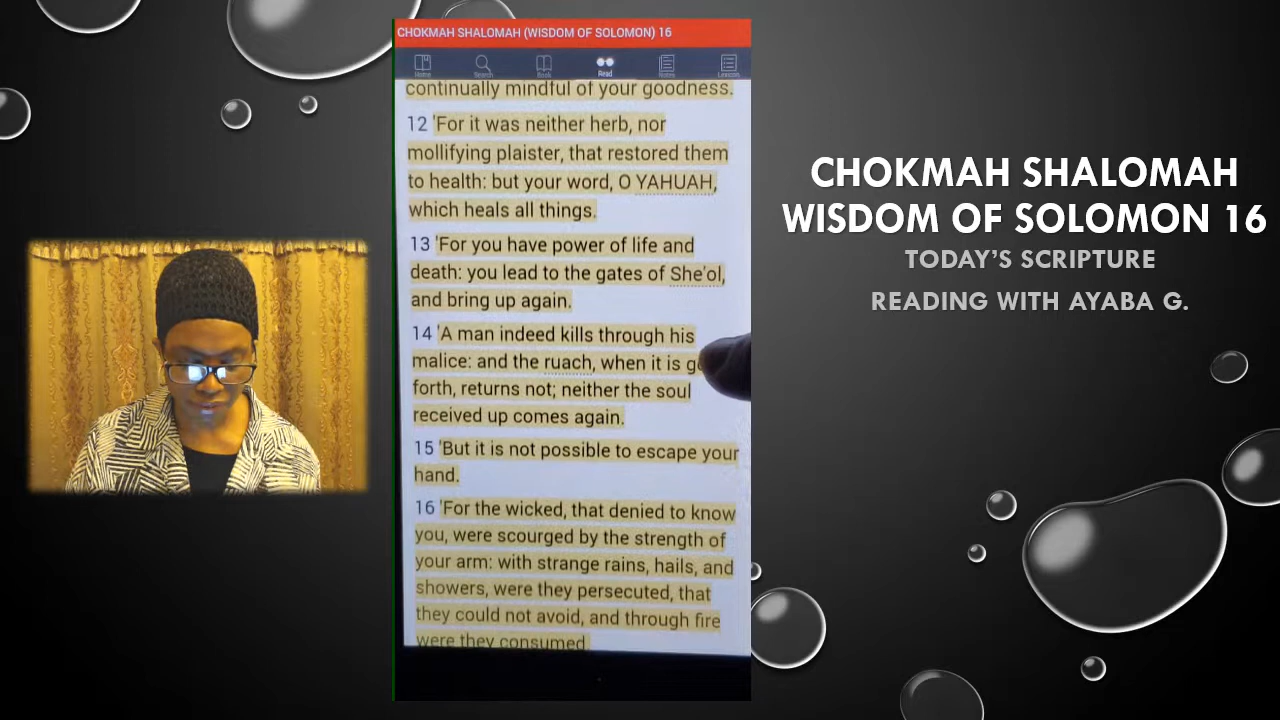 CHOKMAH SHALOMAH (WISDOM OF SOLOMON) 16
Home
Search
Book
Read
Notes
Lexicon
continually mindful of your goodness.
12 'For it was neither herb, nor
mollifying plaister, that restored them
to health: but your word, O YAHUAH,
which heals all things.
13 'For you have power of life and
death: you lead to the gates of She'ol,
and bring up again.
14 'A man indeed kills through his
malice: and the ruach, when it is
forth, returns not; neither the soul
received up comes again.
15 'But it is not possible to escape your
hand.
16 'For the wicked, that denied to know
you, were scourged by the strength of
your arm: with strange rains, hails, and
showers, were they persecuted, that
they could not avoid, and through fire
were they consumed
CHOKMAH SHALOMAH
WISDOM OF SOLOMON 16
TODAY'S SCRIPTURE
READING WITH AYABA G.